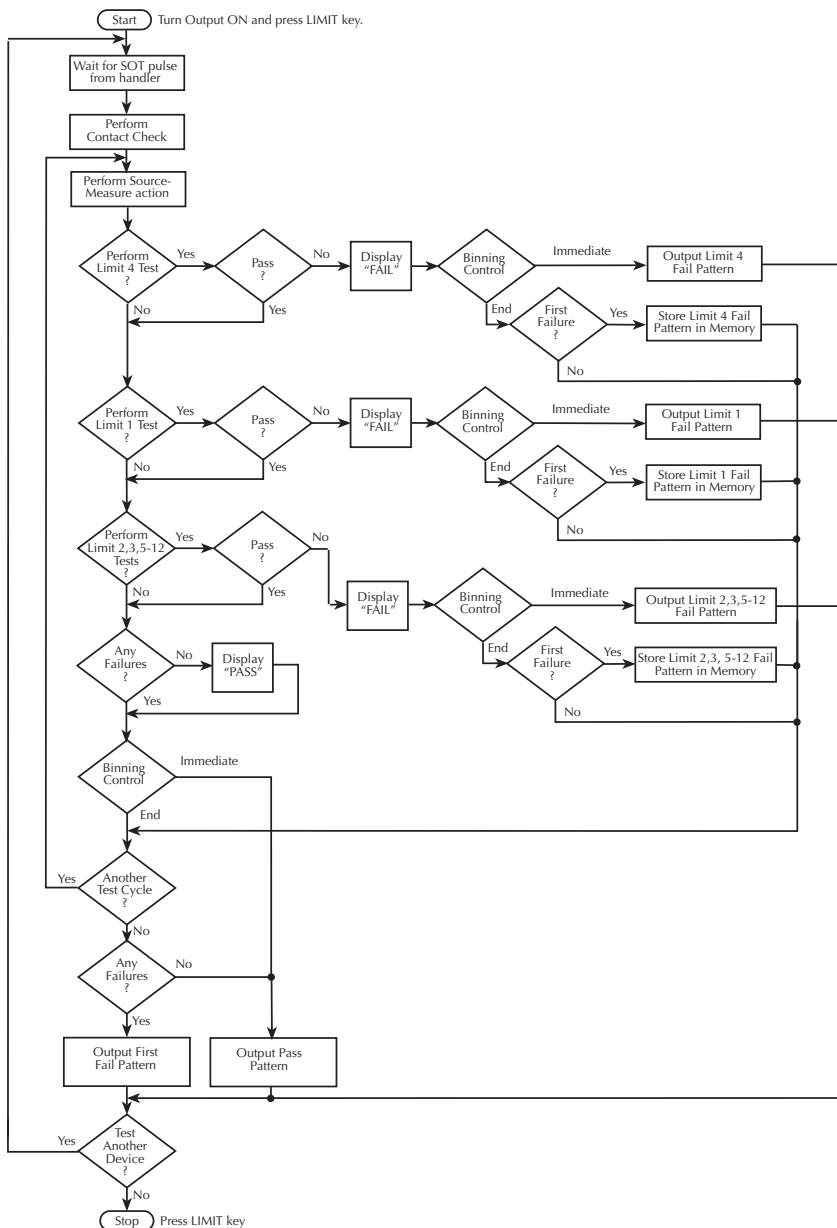 Start
Turn Output ON and press LIMIT key.
Wait for SOT pulse
from handler
Perform
Contact Check
Perform Source-
Measure action
Perform
Limit 4 Test
?
Yes
Pass
?
No
Display
“FAIL”
Binning
Control
Immediate
Output Limit 4
Fail Pattern
No
Yes
End
First
Failure
?
Yes
Store Limit 4 Fail
Pattern in Memory
No
Perform
Limit 1 Test
?
Yes
Pass
?
No
Display
“FAIL”
Binning
Control
Immediate
Output Limit 1
Fail Pattern
No
Yes
End
First
Failure
?
Yes
Store Limit 1 Fail
Pattern in Memory
No
Perform
Limit 2,3,5-12
Tests
?
Yes
Pass
?
No
Display
“FAIL”
Binning
Control
Immediate
Output Limit 2,3,5-12
Fail Pattern
No
Yes
End
First
Failure
?
Yes
Store Limit 2,3, 5-12 Fail
Pattern in Memory
No
Any
Failures
?
No
Display
“PASS”
Yes
Binning
Control
Immediate
End
Another
Test Cycle
?
Yes
No
Any
Failures
?
No
Yes
Output First
Fail Pattern
Output Pass
Pattern
Test
Another
Device
?
Yes
No
Stop
Press LIMIT key